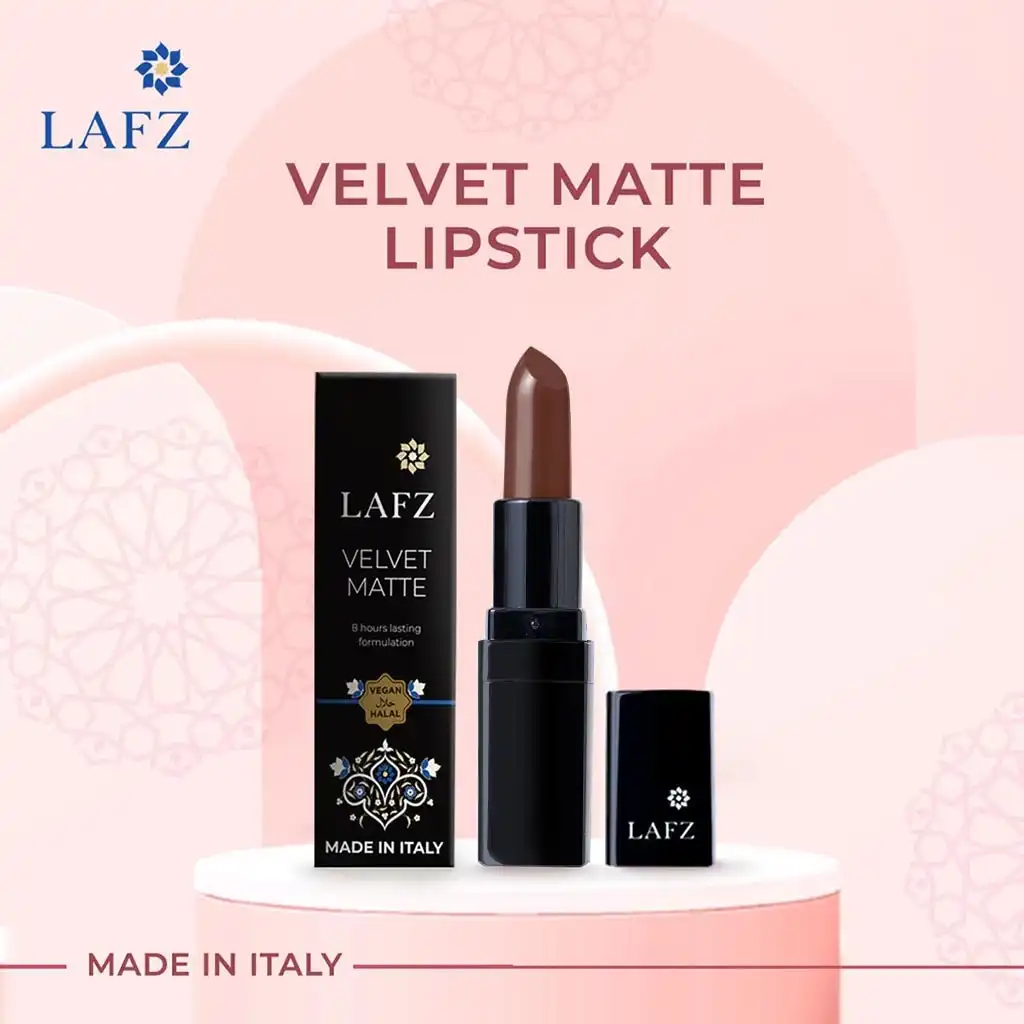 LAFZ
VELVET MATTE
LIPSTICK
LAFZ
VELVET
MATTE
8 hours lasting
formulation
VEGAN
حلال
HALAL
MADE IN ITALY
LAFZ
MADE IN ITALY